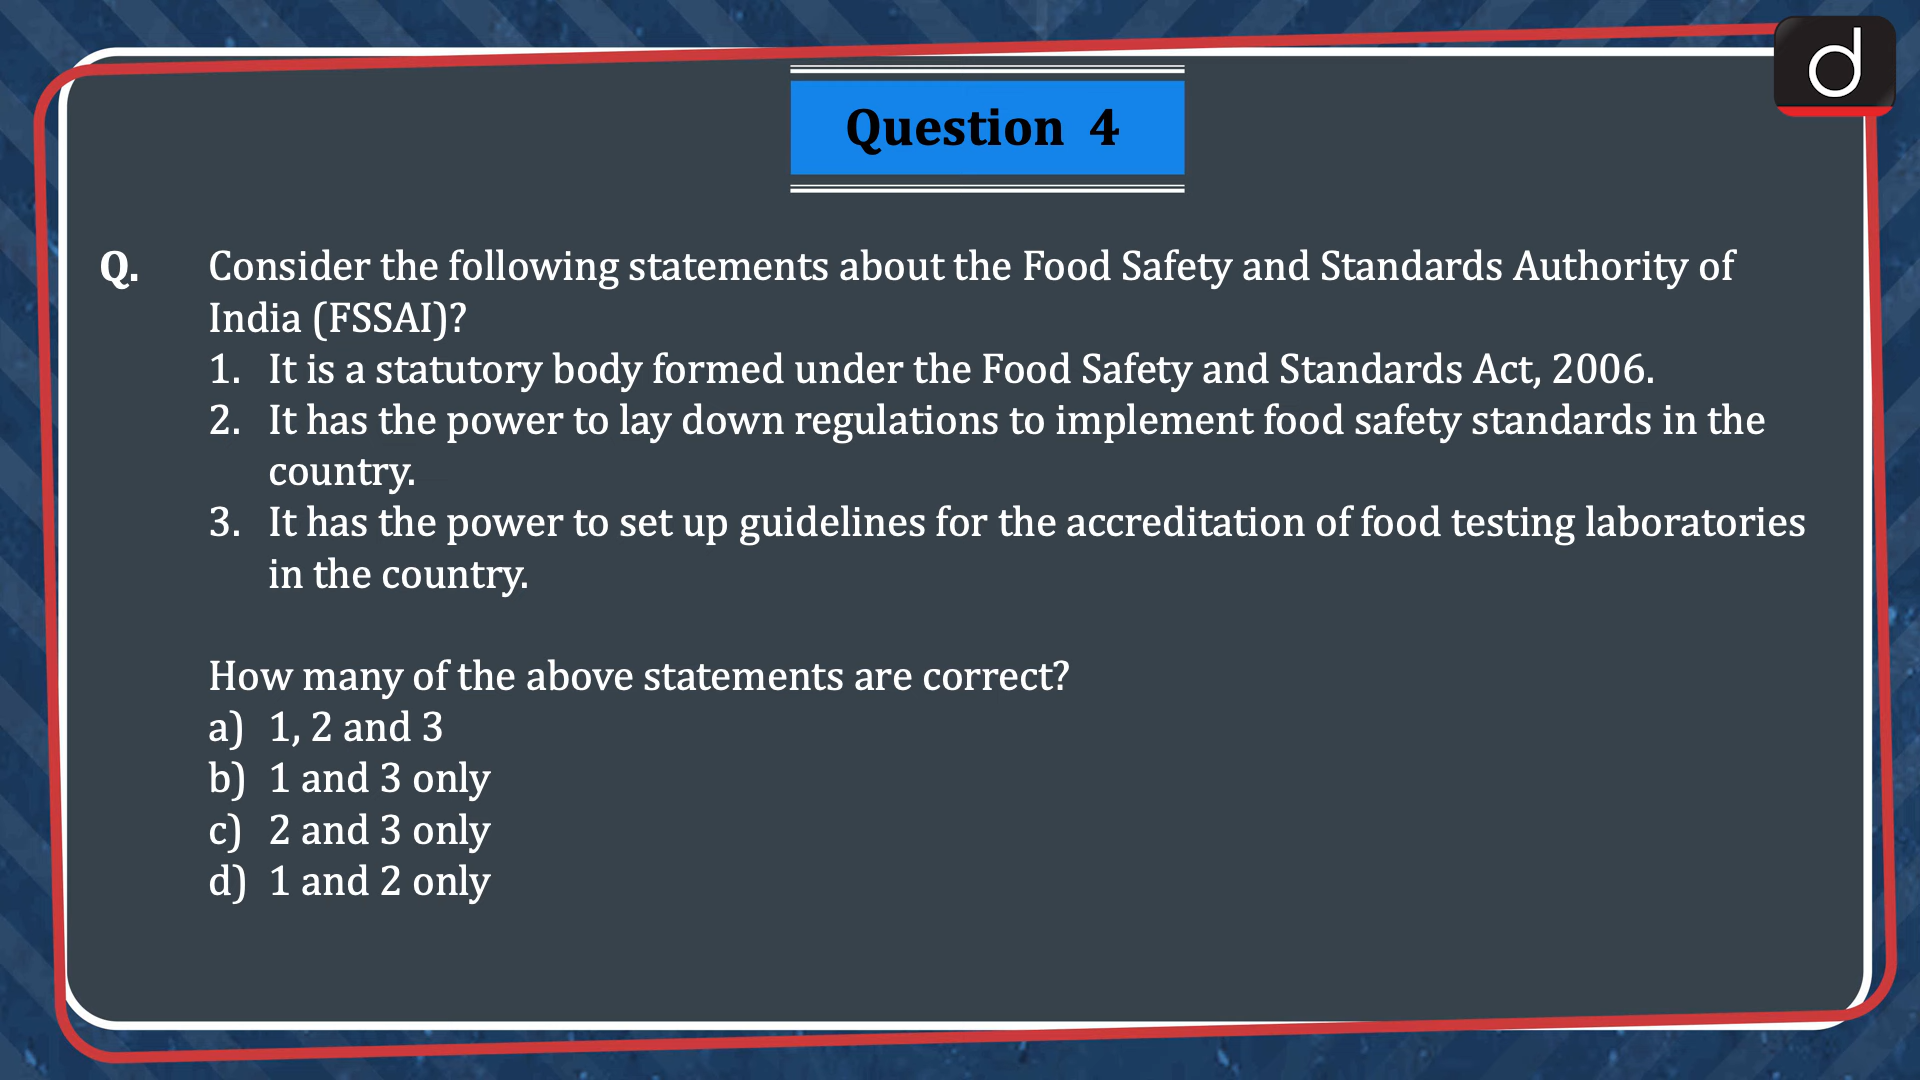 Question 4
d
Q. Consider the following statements about the Food Safety and Standards Authority of
India (FSSAI)?
1. It is a statutory body formed under the Food Safety and Standards Act, 2006.
2. It has the power to lay down regulations to implement food safety standards in the
country.
3. It has the power to set up guidelines for the accreditation of food testing laboratories
in the country.
How many of the above statements are correct?
a) 1, 2 and 3
b) 1 and 3 only
c) 2 and 3 only
d) 1 and 2 only